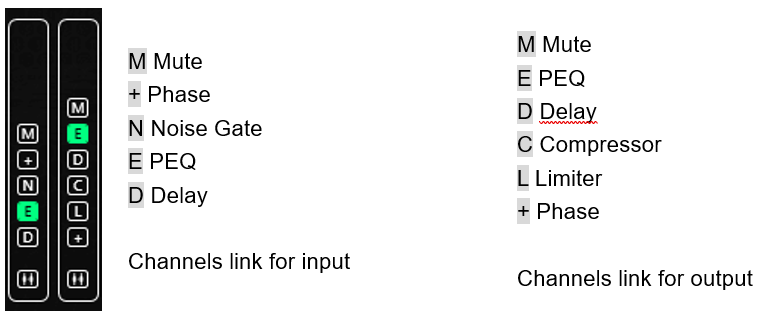 M
+
N
E
D
M
E
D
C
L
+
M Mute
+ Phase
N Noise Gate
E PEQ
D Delay
Channels link for input
M Mute
E PEQ
D Delay
C Compressor
L Limiter
+ Phase
Channels link for output